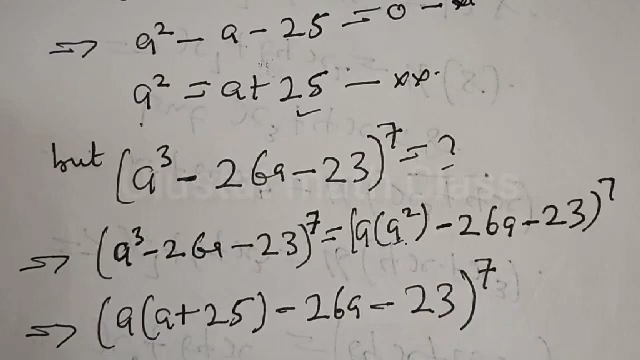 ⇒ a² - a - 25 = 0 - *
a² = a + 25 - **.
but (a³ - 26a - 23)⁷ = ?
⇒ (a³ - 26a - 23)⁷ = (a(a²) - 26a - 23)⁷
⇒ (a(a + 25) - 26a - 23)⁷